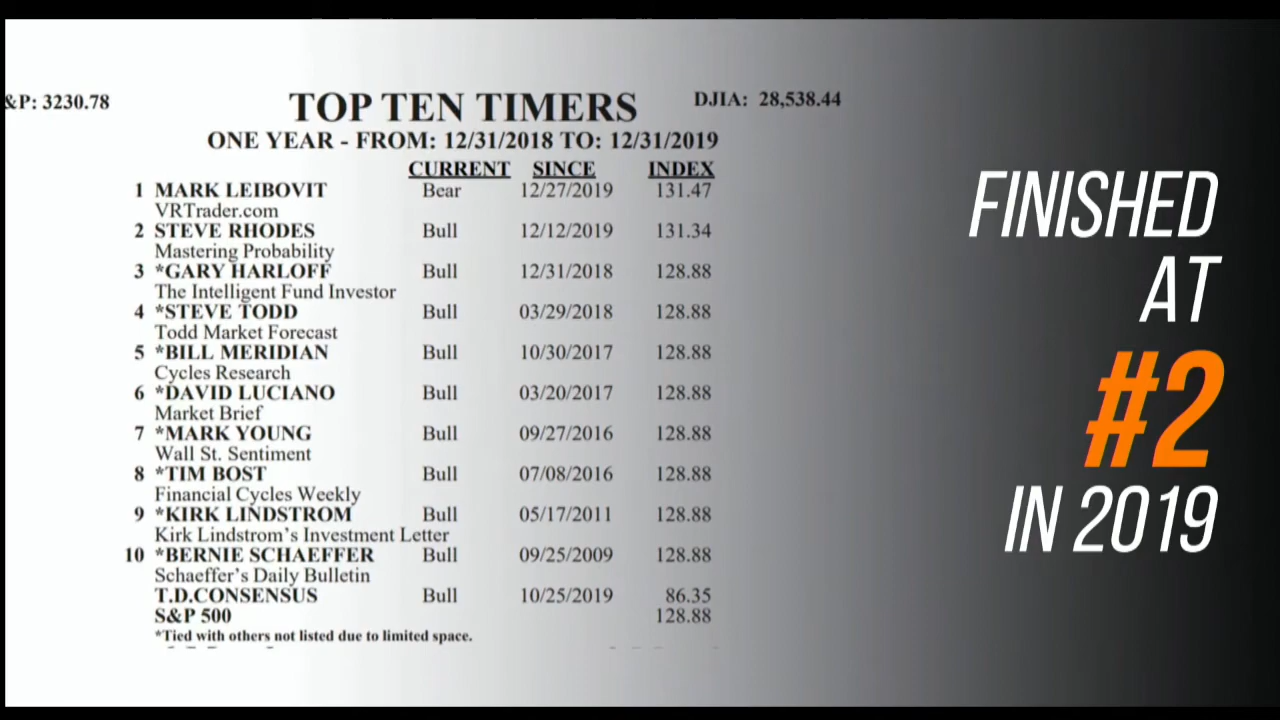 &P: 3230.78
TOP TEN TIMERS
DJIA: 28,538.44
ONE YEAR - FROM: 12/31/2018 TO: 12/31/2019
CURRENT SINCE INDEX
1 MARK LEIBOVIT Bear 12/27/2019 131.47
VRTrader.com
2 STEVE RHODES Bull 12/12/2019 131.34
Mastering Probability
3 *GARY HARLOFF Bull 12/31/2018 128.88
The Intelligent Fund Investor
4 *STEVE TODD Bull 03/29/2018 128.88
Todd Market Forecast
5 *BILL MERIDIAN Bull 10/30/2017 128.88
Cycles Research
6 *DAVID LUCIANO Bull 03/20/2017 128.88
Market Brief
7 *MARK YOUNG Bull 09/27/2016 128.88
Wall St. Sentiment
8 *TIM BOST Bull 07/08/2016 128.88
Financial Cycles Weekly
9 *KIRK LINDSTROM Bull 05/17/2011 128.88
Kirk Lindstrom's Investment Letter
10 *BERNIE SCHAEFFER Bull 09/25/2009 128.88
Schaeffer's Daily Bulletin
T.D.CONSENSUS Bull 10/25/2019 86.35
S&P 500 128.88
*Tied with others not listed due to limited space.
FINISHED
AT
#2
IN 2019